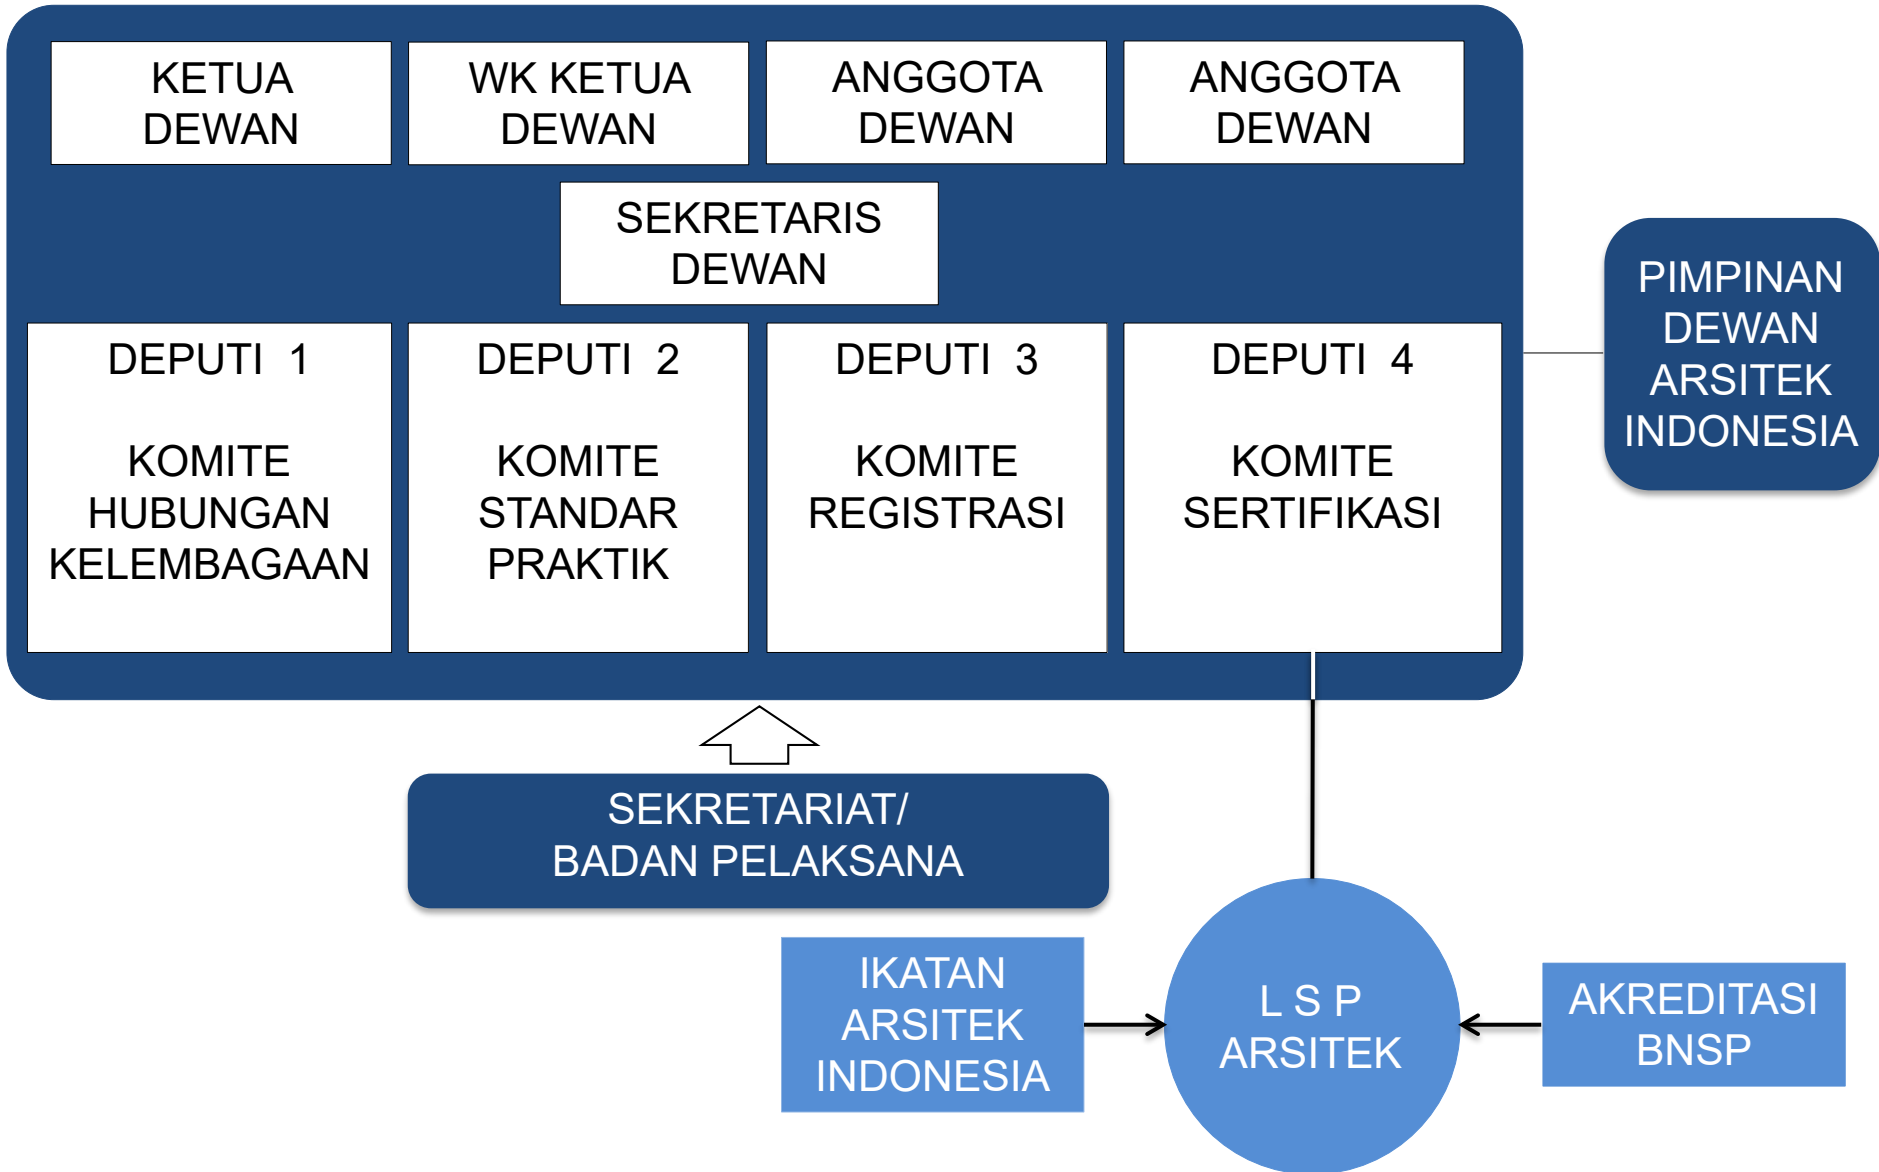 KETUA
DEWAN
WK KETUA
DEWAN
ANGGOTA
DEWAN
ANGGOTA
DEWAN
SEKRETARIS
DEWAN
DEPUTI 1
KOMITE
HUBUNGAN
KELEMBAGAAN
DEPUTI 2
KOMITE
STANDAR
PRAKTIK
DEPUTI 3
KOMITE
REGISTRASI
DEPUTI 4
KOMITE
SERTIFIKASI
PIMPINAN
DEWAN
ARSITEK
INDONESIA
SEKRETARIAT/
BADAN PELAKSANA
IKATAN
ARSITEK
INDONESIA
L S P
ARSITEK
AKREDITASI
BNSP